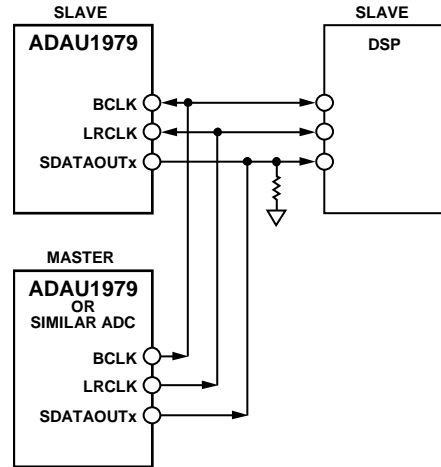 SLAVE
ADAU1979
BCLK
LRCLK
SDATAOUTx
SLAVE
DSP
MASTER
ADAU1979
OR
SIMILAR ADC
BCLK
LRCLK
SDATAOUTx